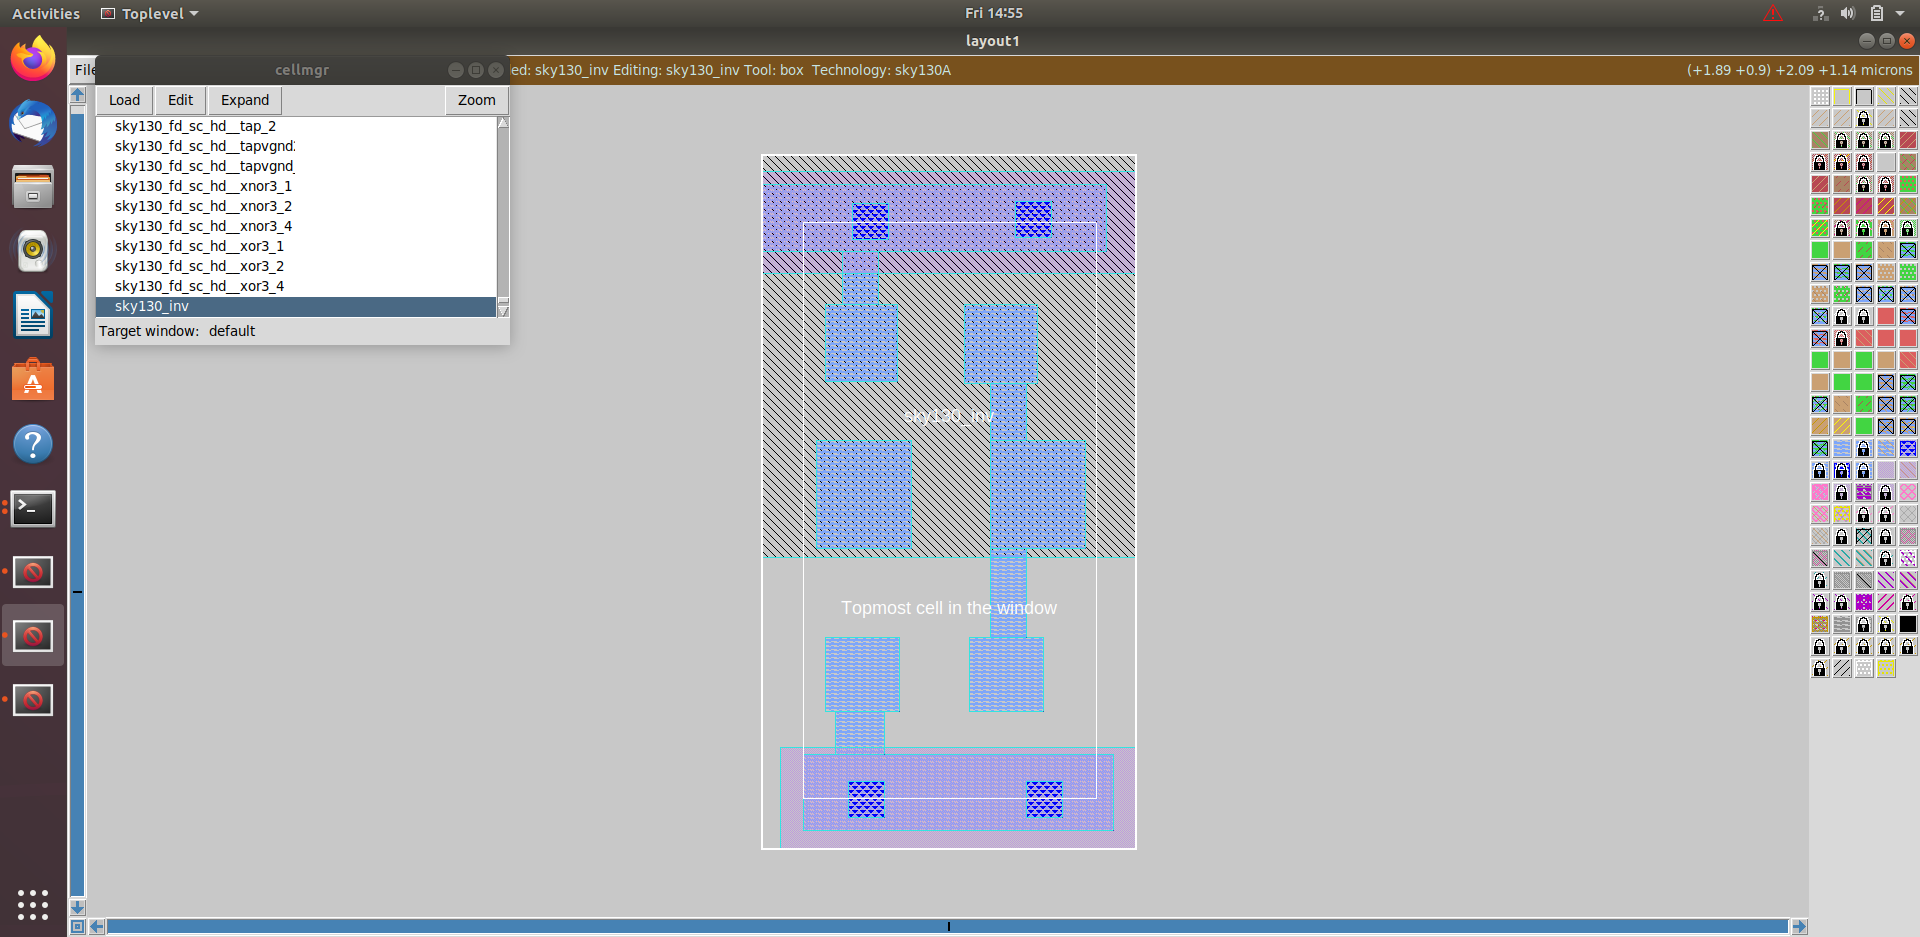 Activities
Toplevel
Fri 14:55
layout1
File
cellmgr
ed: sky130_inv Editing: sky130_inv Tool: box Technology: sky130A
(+1.89 +0.9) +2.09 +1.14 microns
Load
Edit
Expand
Zoom
sky130_fd_sc_hd__tap_2
sky130_fd_sc_hd__tapvgnd2
sky130_fd_sc_hd__tapvgnd_
sky130_fd_sc_hd__xnor3_1
sky130_fd_sc_hd__xnor3_2
sky130_fd_sc_hd__xnor3_4
sky130_fd_sc_hd__xor3_1
sky130_fd_sc_hd__xor3_2
sky130_fd_sc_hd__xor3_4
sky130_inv
Target window: default
sky130_inv
Topmost cell in the window